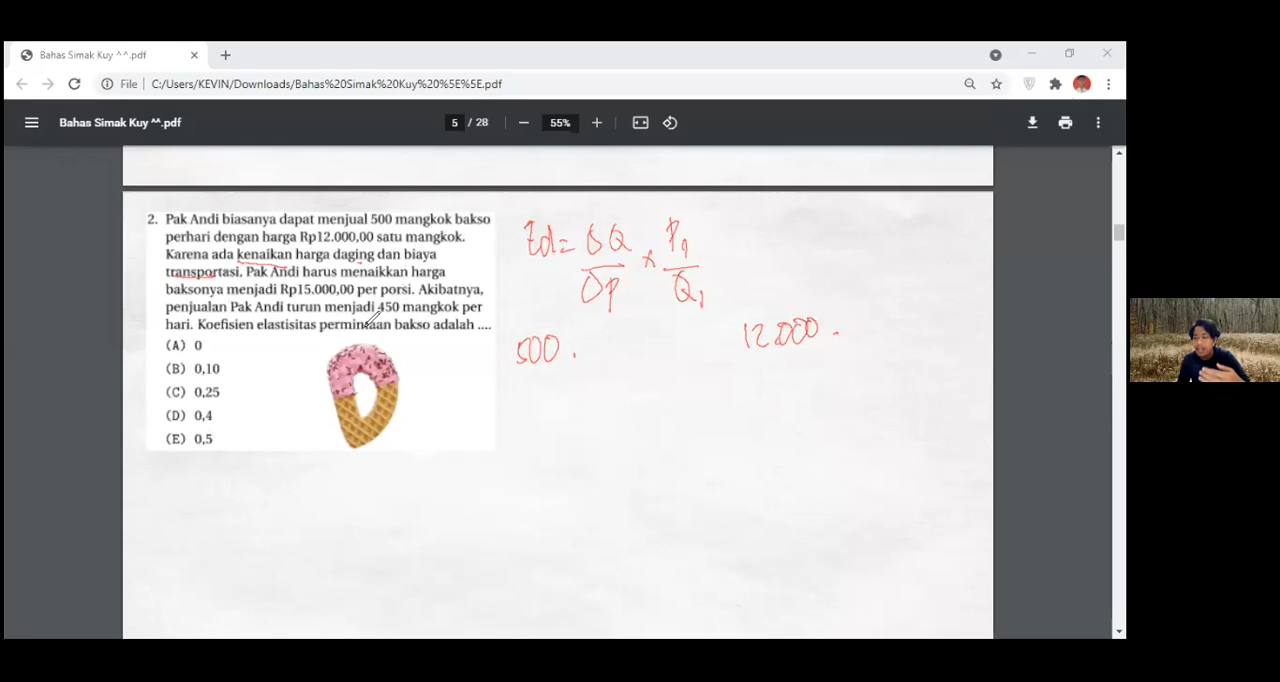 Bahas Simak Kuy ^^.pdf
File
C:/Users/KEVIN/Downloads/Bahas%20Simak%20Kuy%20%5E%5E.pdf
Bahas Simak Kuy ^^.pdf
5 / 28
55%
2. Pak Andi biasanya dapat menjual 500 mangkok bakso
perhari dengan harga Rp12.000,00 satu mangkok.
Karena ada kenaikan harga daging dan biaya
transportasi, Pak Andi harus menaikkan harga
baksonya menjadi Rp15.000,00 per porsi. Akibatnya,
penjualan Pak Andi turun menjadi 450 mangkok per
hari. Koefisien elastisitas permintaan bakso adalah ....
(A) 0
(B) 0,10
(C) 0,25
(D) 0,4
(E) 0,5
Ed = ΔQ / ΔP × P1 / Q1
500 .
12.000 .